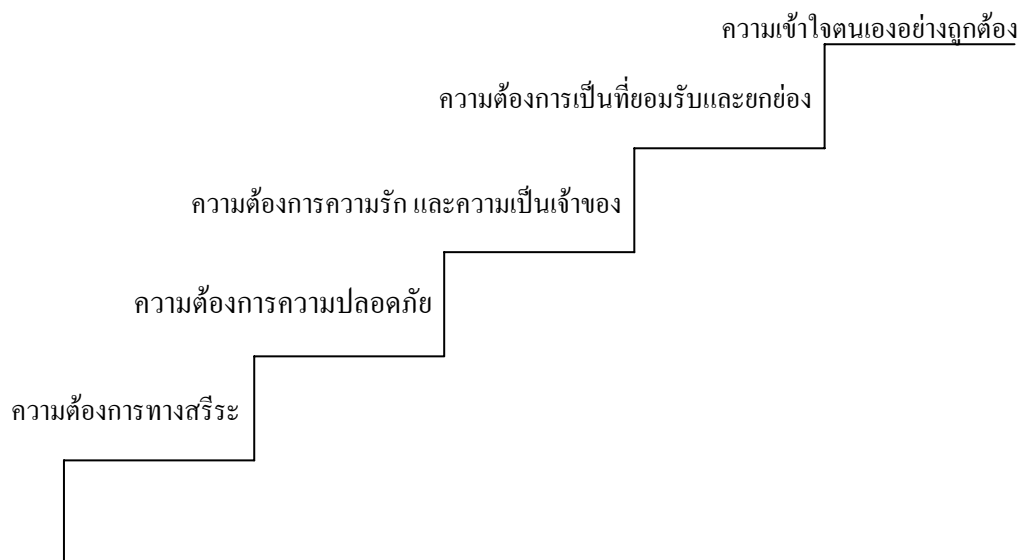 ความเข้าใจตนเองอย่างถูกต้อง
ความต้องการเป็นที่ยอมรับและยกย่อง
ความต้องการความรัก และความเป็นเจ้าของ
ความต้องการความปลอดภัย
ความต้องการทางสรีระ